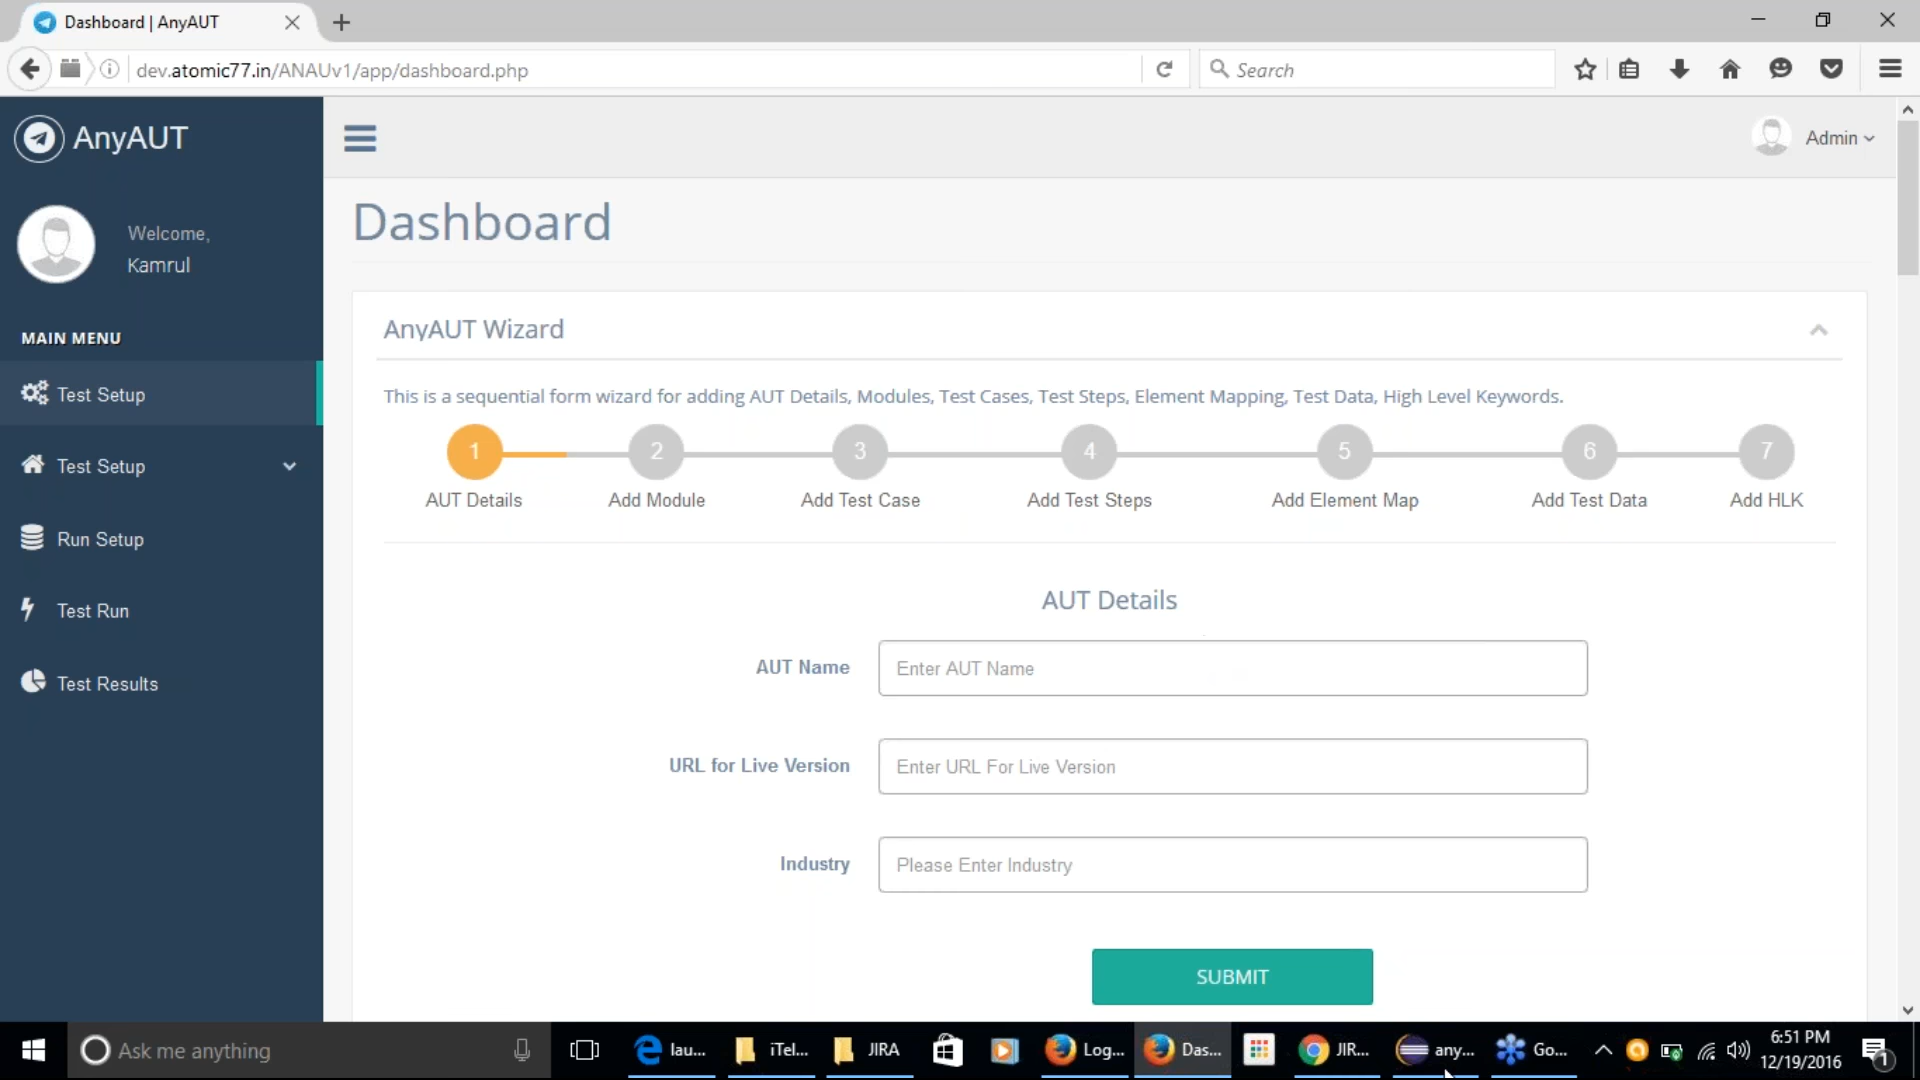 Dashboard | AnyAUT
dev.atomic77.in/ANAUv1/app/dashboard.php
Search
AnyAUT
Admin
Dashboard
Welcome,
Kamrul
MAIN MENU
Test Setup
Test Setup
Run Setup
Test Run
Test Results
AnyAUT Wizard
This is a sequential form wizard for adding AUT Details, Modules, Test Cases, Test Steps, Element Mapping, Test Data, High Level Keywords.
1 2 3 4 5 6 7
AUT Details Add Module Add Test Case Add Test Steps Add Element Map Add Test Data Add HLK
AUT Details
AUT Name Enter AUT Name
URL for Live Version Enter URL For Live Version
Industry Please Enter Industry
SUBMIT
Ask me anything
lau...
iTel...
JIRA
Log...
Das...
JIR...
any...
Go...
6:51 PM
12/19/2016
1